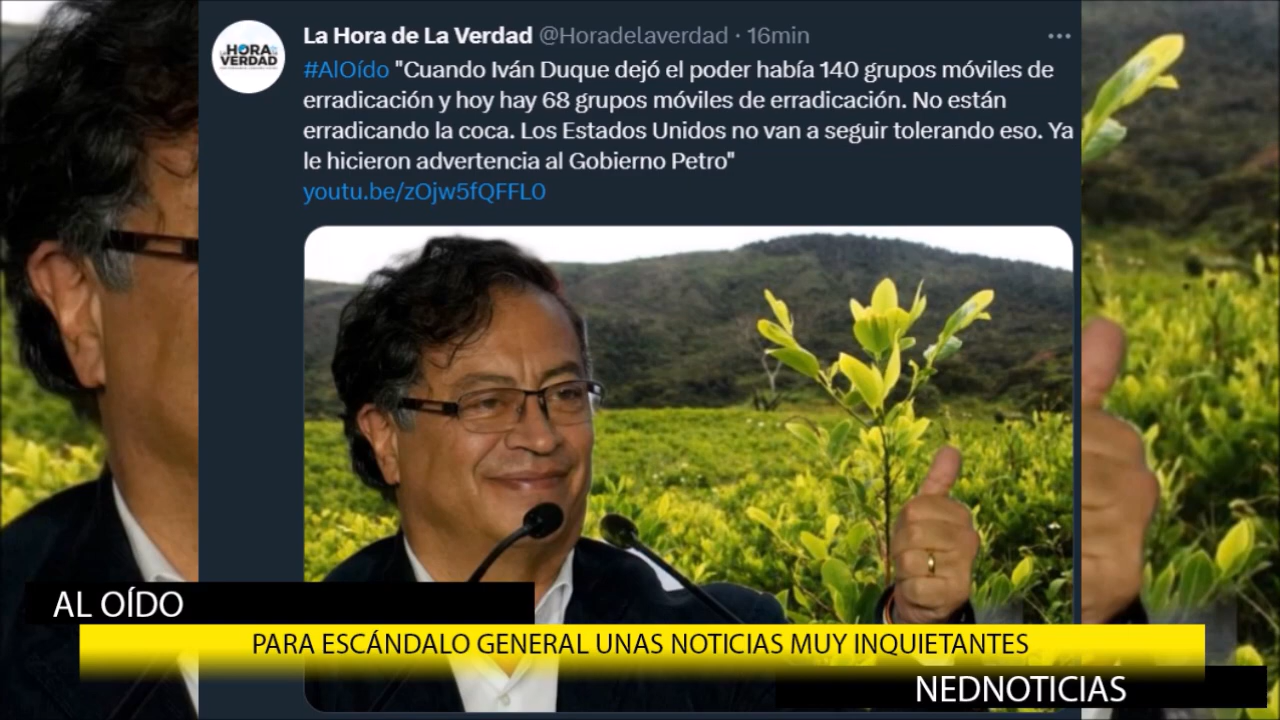 HORA
VERDAD
La Hora de La Verdad @Horadelaverdad · 16min
#AlOído "Cuando Iván Duque dejó el poder había 140 grupos móviles de
erradicación y hoy hay 68 grupos móviles de erradicación. No están
erradicando la coca. Los Estados Unidos no van a seguir tolerando eso. Ya
le hicieron advertencia al Gobierno Petro"
youtu.be/zOjw5fQFFL0
AL OÍDO
PARA ESCÁNDALO GENERAL UNAS NOTICIAS MUY INQUIETANTES
NEDNOTICIAS